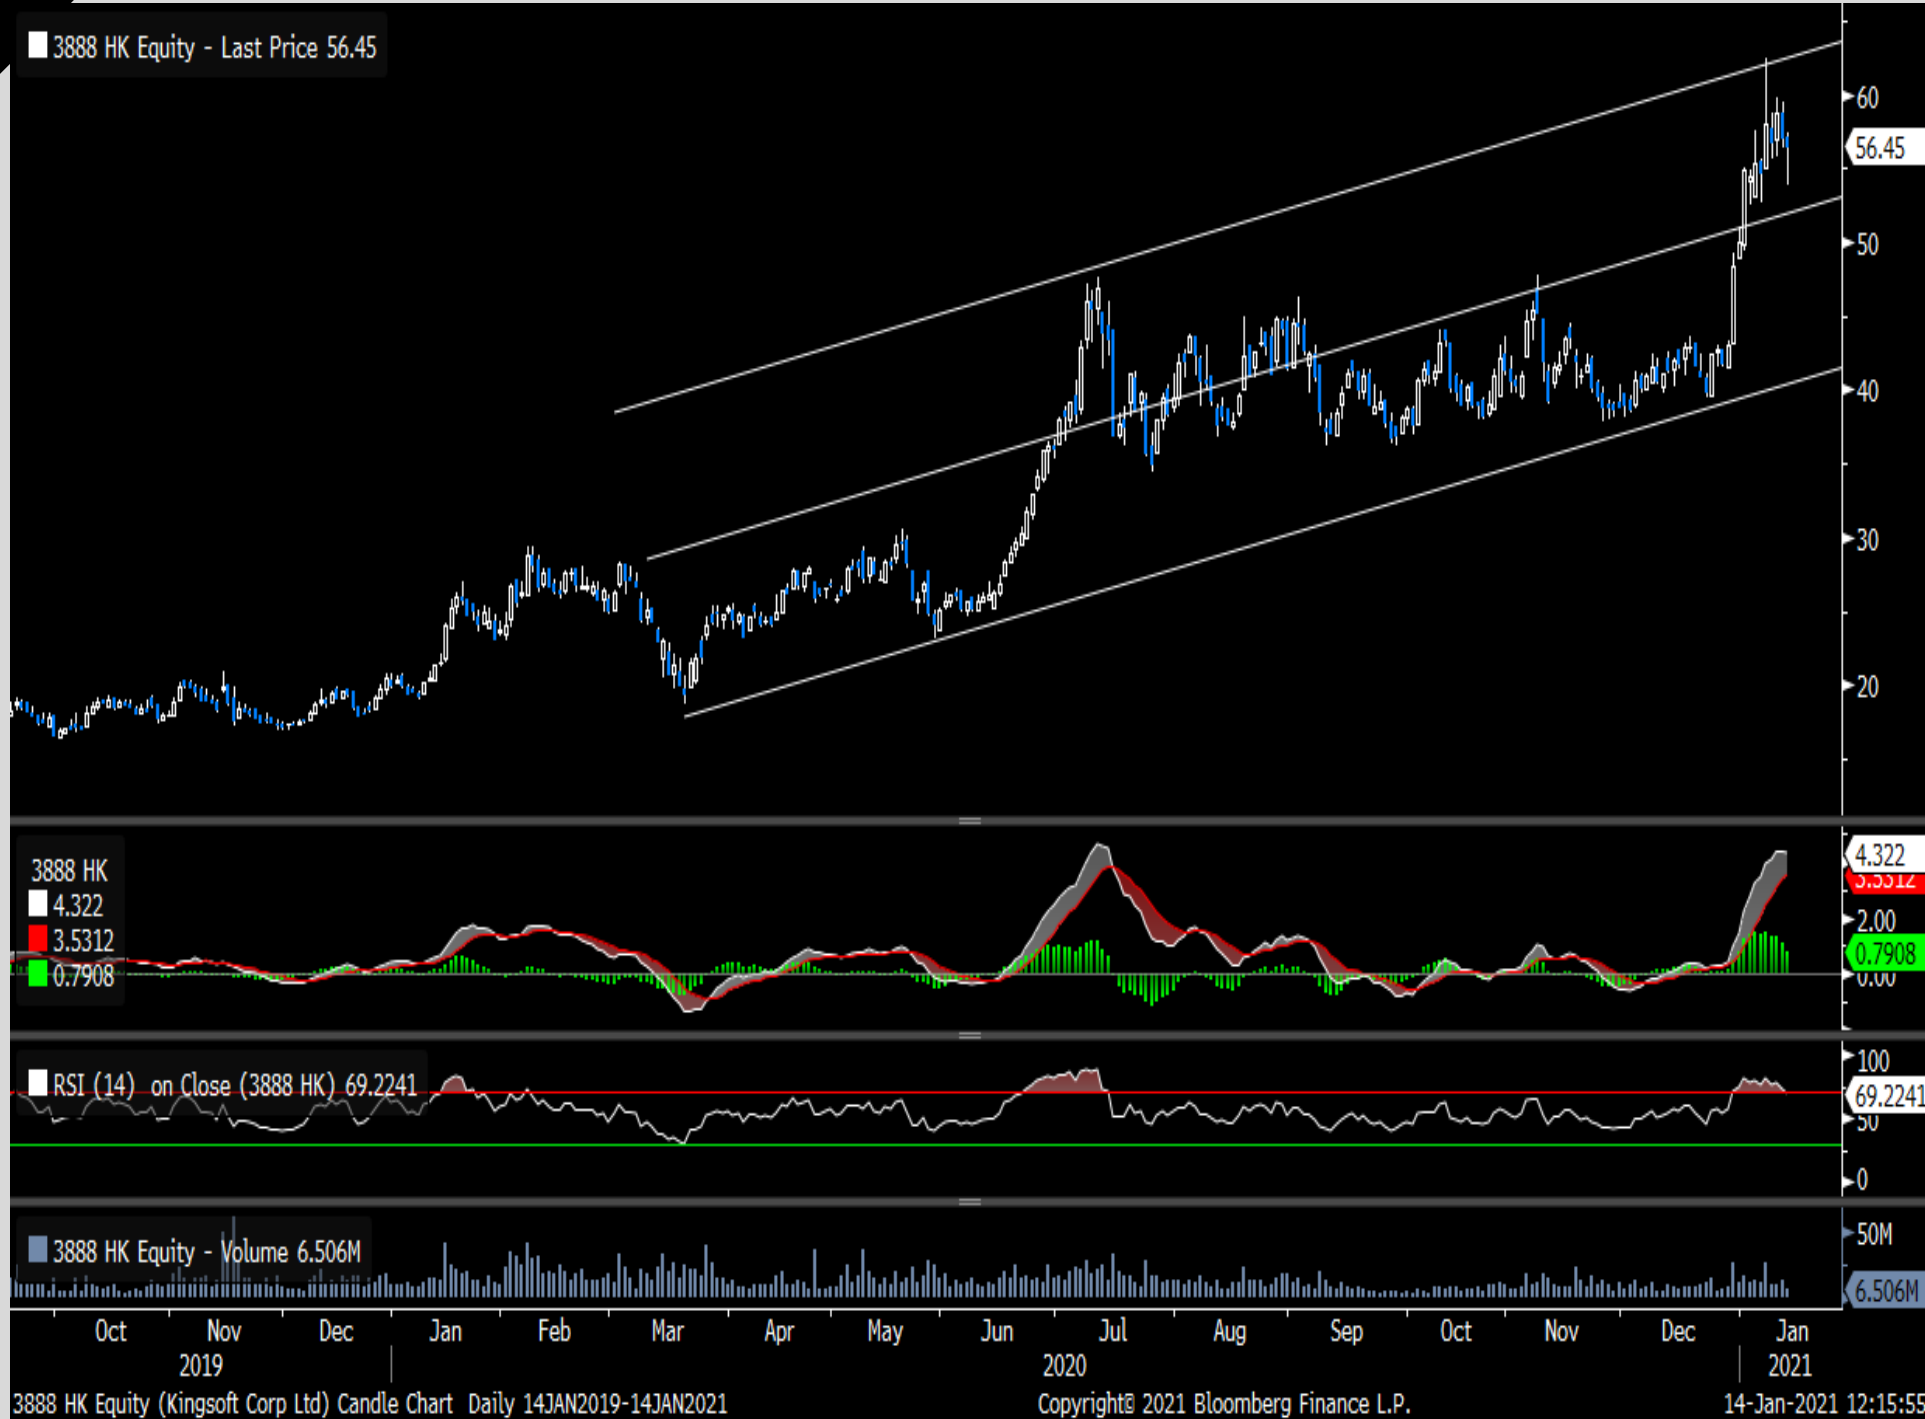 3888 HK Equity - Last Price 56.45
60
56.45
50
40
30
20
3888 HK
4.322
3.5312
0.7908
4.322
3.5312
2.00
0.7908
0.00
RSI (14) on Close (3888 HK) 69.2241
100
69.2241
50
0
3888 HK Equity - Volume 6.506M
50M
6.506M
Oct Nov Dec Jan Feb Mar Apr May Jun Jul Aug Sep Oct Nov Dec Jan
2019 2020 2021
3888 HK Equity (Kingsoft Corp Ltd) Candle Chart Daily 14JAN2019-14JAN2021 Copyright© 2021 Bloomberg Finance L.P. 14-Jan-2021 12:15:55